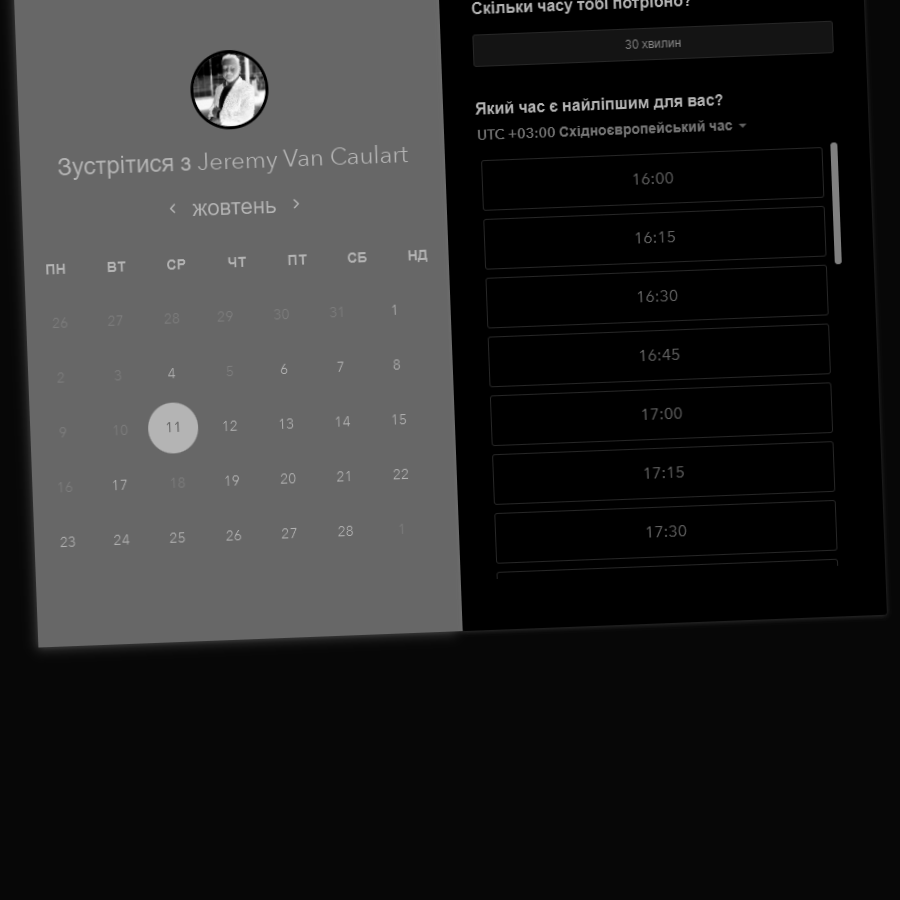 Зустрітися з Jeremy Van Caulart
жовтень
ПН ВТ СР ЧТ ПТ СБ НД
26 27 28 29 30 31 1
2 3 4 5 6 7 8
9 10 11 12 13 14 15
16 17 18 19 20 21 22
23 24 25 26 27 28 1
Скільки часу тобі потрібно?
30 хвилин
Який час є найліпшим для вас?
UTC +03:00 Східноєвропейський час
16:00
16:15
16:30
16:45
17:00
17:15
17:30